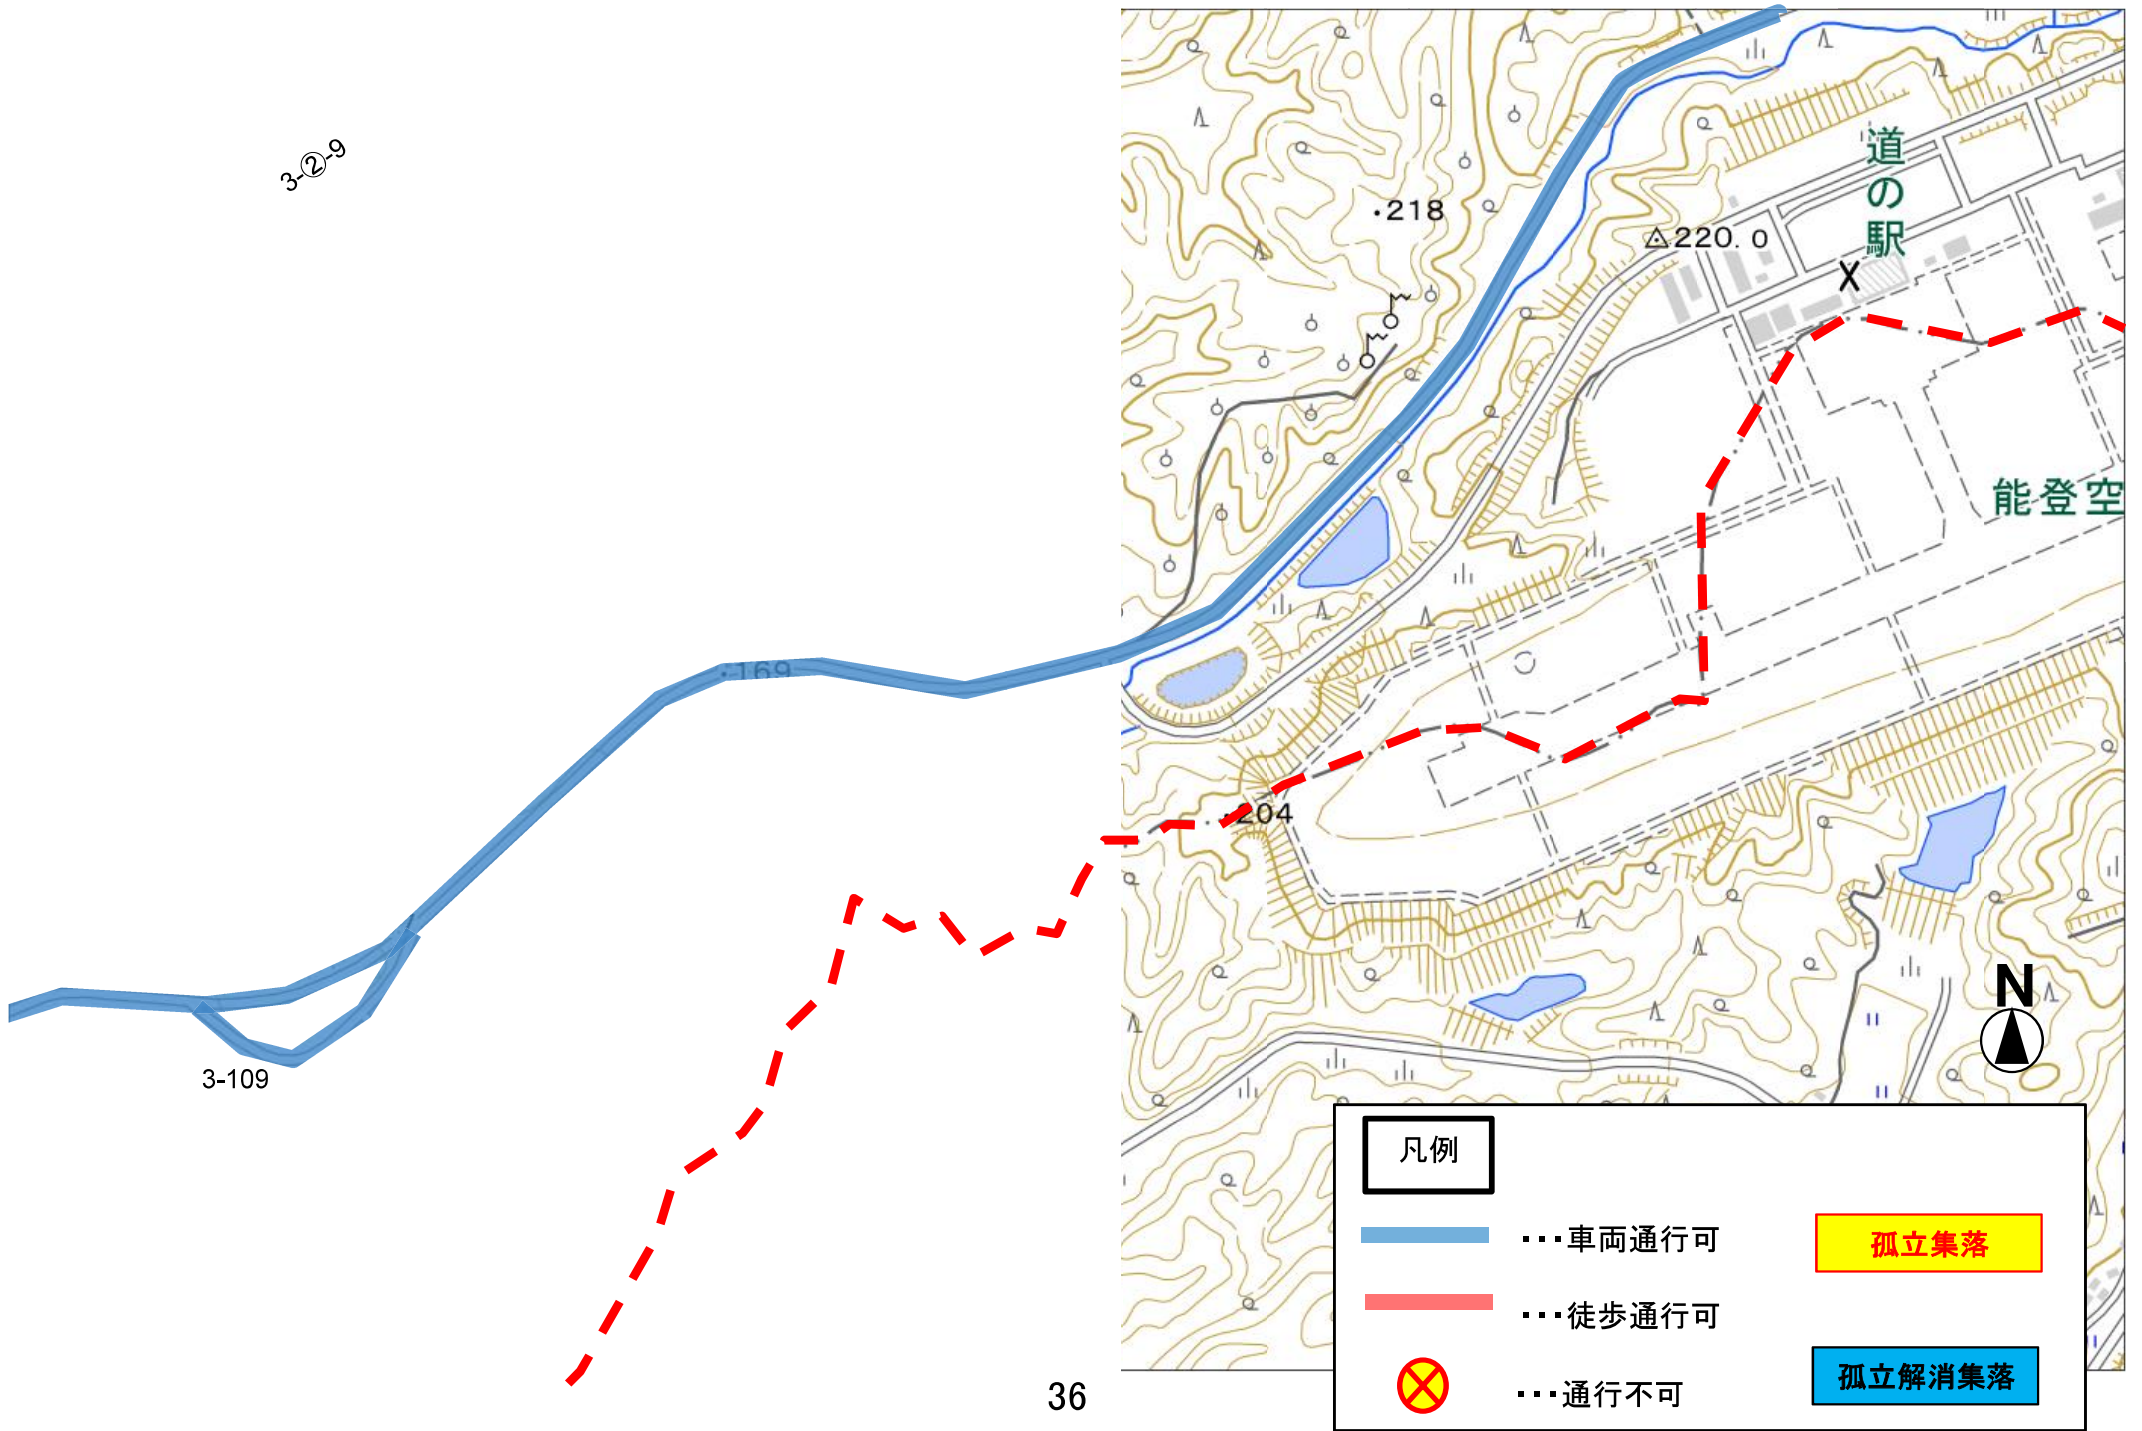 3-②-9
道の駅
・218
220.0
能登空
・169
・204
3-109
N
凡例
・・・車両通行可
孤立集落
・・・徒歩通行可
孤立解消集落
・・・通行不可
36